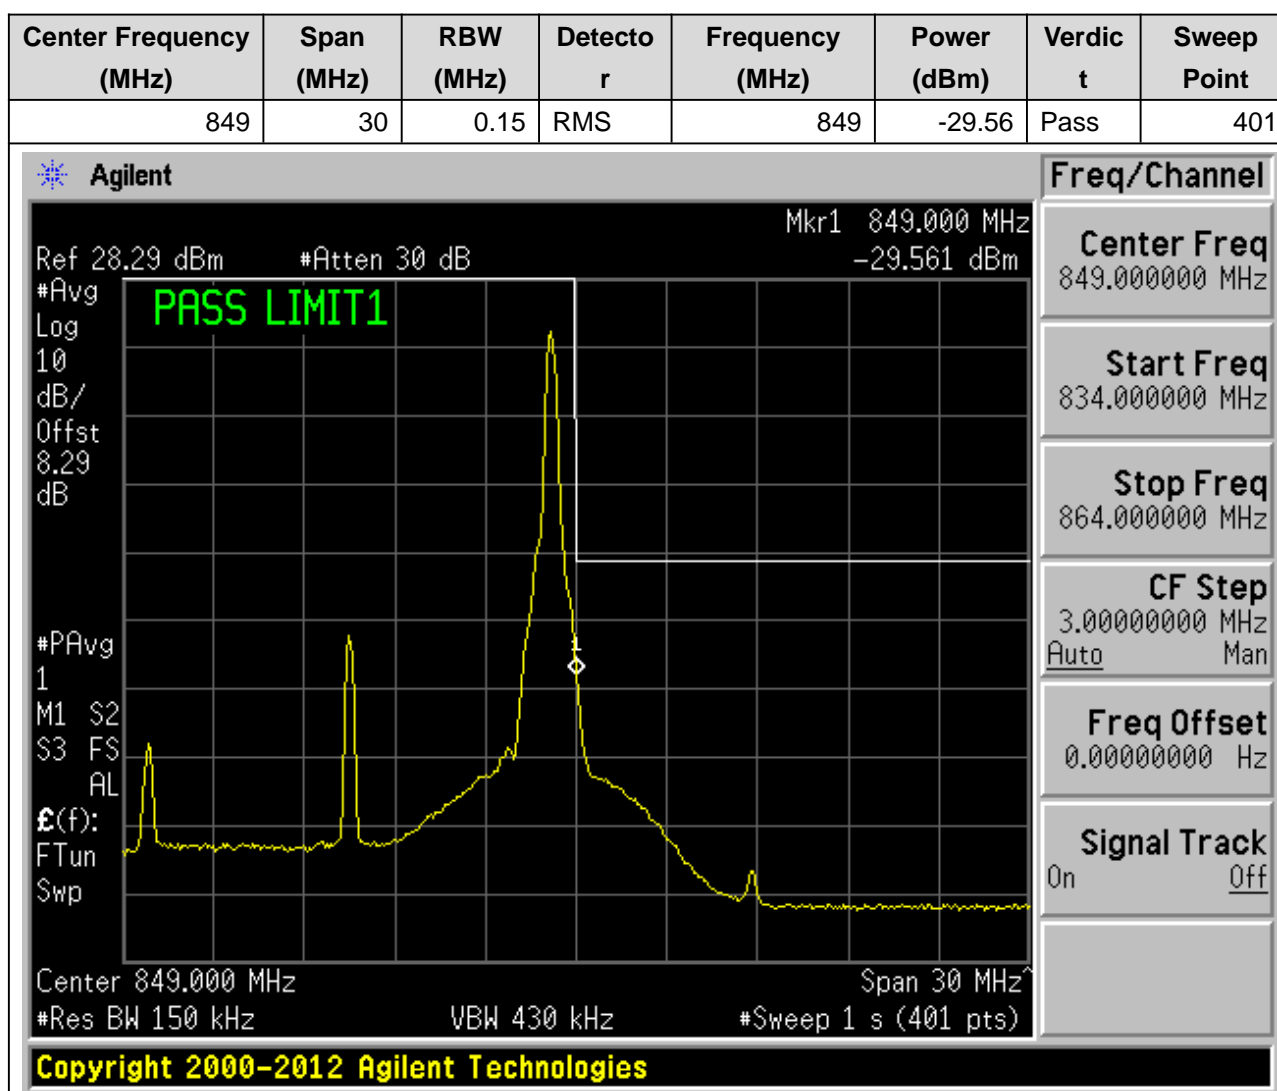 Center Frequency Span RBW Detecto Frequency Power Verdic Sweep
(MHz) (MHz) (MHz) r (MHz) (dBm) t Point
849 30 0.15 RMS 849 -29.56 Pass 401
Agilent Freq/Channel
Mkr1 849.000 MHz
Ref 28.29 dBm #Atten 30 dB -29.561 dBm
#Avg
Log
10
dB/
Offst
8.29
dB
PASS LIMIT1
1
#PAvg
1
M1 S2
S3 FS
AL
£(f):
FTun
Swp
Center 849.000 MHz Span 30 MHz^
#Res BW 150 kHz VBW 430 kHz #Sweep 1 s (401 pts)
Center Freq
849.000000 MHz
Start Freq
834.000000 MHz
Stop Freq
864.000000 MHz
CF Step
3.00000000 MHz
Auto Man
Freq Offset
0.00000000 Hz
Signal Track
On Off
Copyright 2000-2012 Agilent Technologies